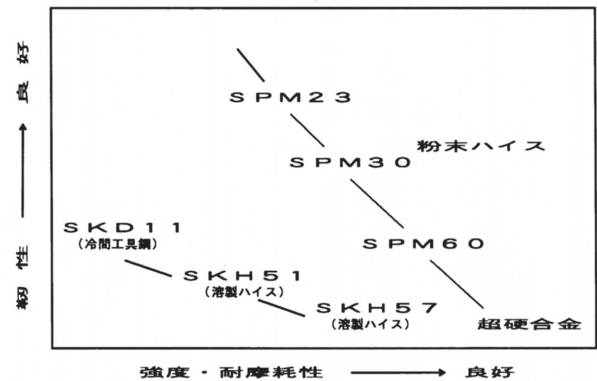 靭性 → 良好
SPM23
粉末ハイス
SPM30
SKD11
(冷間工具鋼)
SPM60
SKH51
(溶製ハイス)
SKH57
(溶製ハイス)
超硬合金
強度・耐摩耗性 → 良好